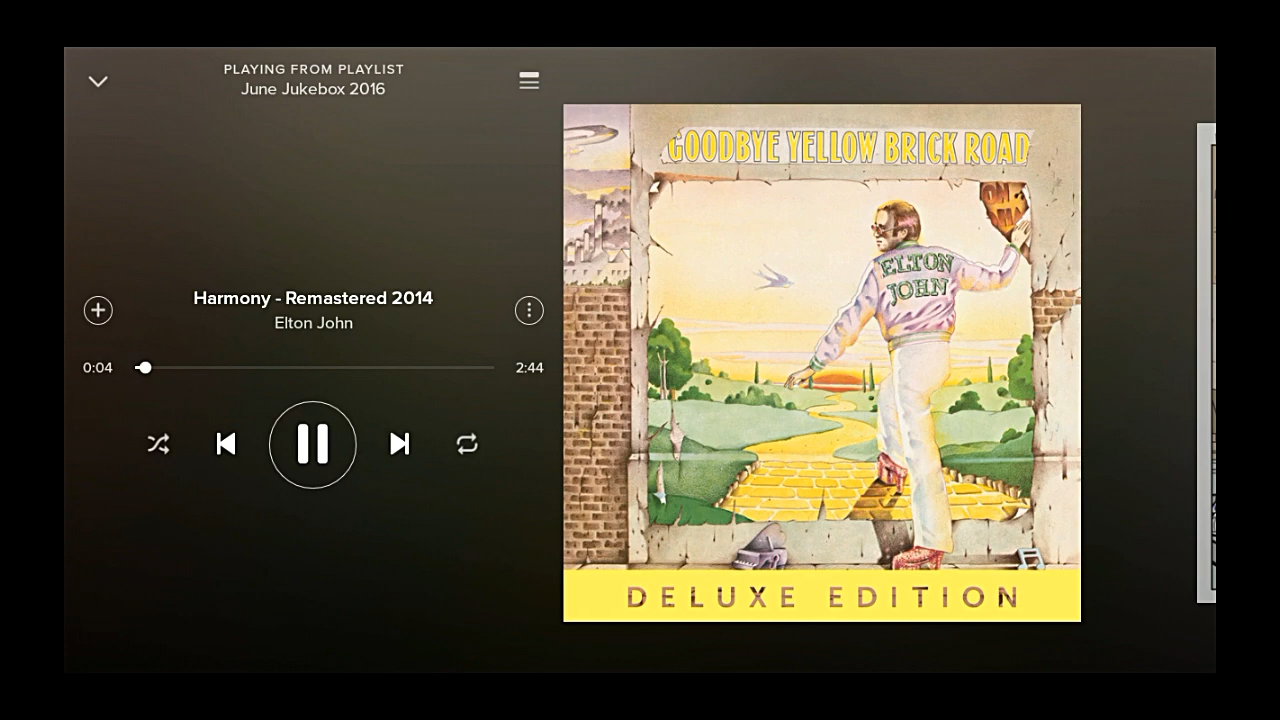 PLAYING FROM PLAYLIST
June Jukebox 2016
Harmony - Remastered 2014
Elton John
0:04
2:44
GOODBYE YELLOW BRICK ROAD
ELTON
JOHN
DELUXE EDITION